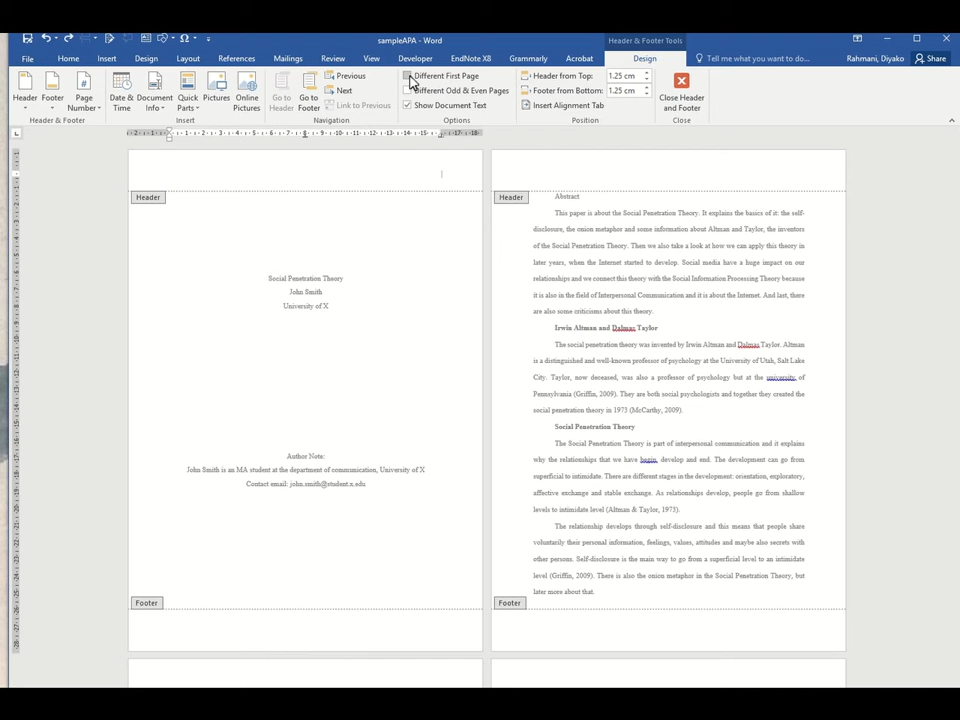 sampleAPA - Word
Header & Footer Tools
File Home Insert Design Layout References Mailings Review View Developer EndNote X8 Grammarly Acrobat Design Tell me what you want to do... Rahmani, Diyako Share
Header Footer Page Number
Header & Footer
Date & Time Document Info Quick Parts Pictures Online Pictures
Insert
Go to Header Go to Footer
Previous
Next
Link to Previous
Navigation
Different First Page
Different Odd & Even Pages
Show Document Text
Options
Header from Top: 1.25 cm
Footer from Bottom: 1.25 cm
Insert Alignment Tab
Position
Close Header and Footer
Close
Header
Social Penetration Theory
John Smith
University of X
Author Note:
John Smith is an MA student at the department of communication, University of X
Contact email: john.smith@student.x.edu
Footer
Header
Abstract
This paper is about the Social Penetration Theory. It explains the basics of it: the self-
disclosure, the onion metaphor and some information about Altman and Taylor, the inventors
of the Social Penetration Theory. Then we also take a look at how we can apply this theory in
later years, when the Internet started to develop. Social media have a huge impact on our
relationships and we connect this theory with the Social Information Processing Theory because
it is also in the field of Interpersonal Communication and it is about the Internet. And last, there
are also some criticisms about this theory.
Irwin Altman and Dalmas Taylor
The social penetration theory was invented by Irwin Altman and Dalmas Taylor. Altman
is a distinguished and well-known professor of psychology at the University of Utah, Salt Lake
City. Taylor, now deceased, was also a professor of psychology but at the university of
Pennsylvania (Griffin, 2009). They are both social psychologists and together they created the
social penetration theory in 1973 (McCarthy, 2009).
Social Penetration Theory
The Social Penetration Theory is part of interpersonal communication and it explains
why the relationships that we have begin, develop and end. The development can go from
superficial to intimidate. There are different stages in the development: orientation, exploratory,
affective exchange and stable exchange. As relationships develop, people go from shallow
levels to intimidate level (Altman & Taylor, 1973).
The relationship develops through self-disclosure and this means that people share
voluntarily their personal information, feelings, values, attitudes and maybe also secrets with
other persons. Self-disclosure is the main way to go from a superficial level to an intimidate
level (Griffin, 2009). There is also the onion metaphor in the Social Penetration Theory, but
later more about that.
Footer